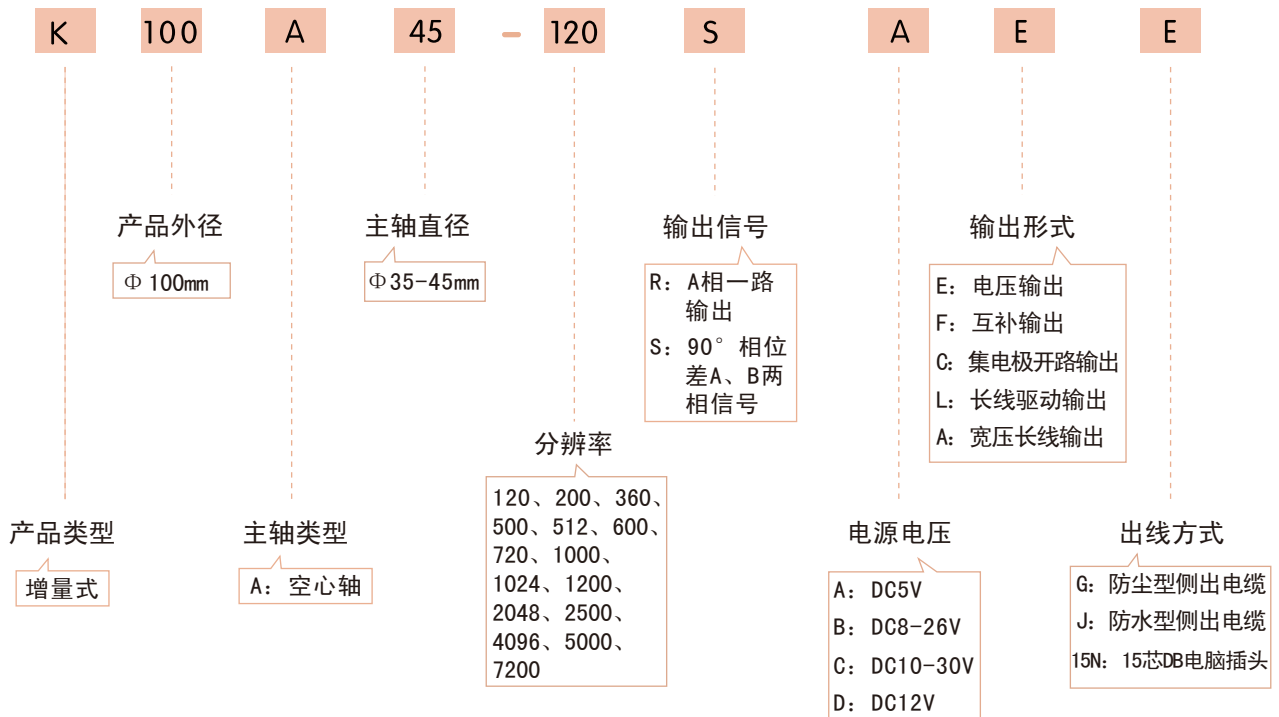 K 100 A 45 - 120 S A E E
产品外径
Φ 100mm
主轴直径
Φ35-45mm
输出信号
R: A相一路
输出
S: 90°相位
差A、B两
相信号
输出形式
E: 电压输出
F: 互补输出
C: 集电极开路输出
L: 长线驱动输出
A: 宽压长线输出
分辨率
120、200、360、
500、512、600、
720、1000、
1024、1200、
2048、2500、
4096、5000、
7200
产品类型
增量式
主轴类型
A: 空心轴
电源电压
A: DC5V
B: DC8-26V
C: DC10-30V
D: DC12V
出线方式
G: 防尘型侧出电缆
J: 防水型侧出电缆
15N: 15芯DB电脑插头